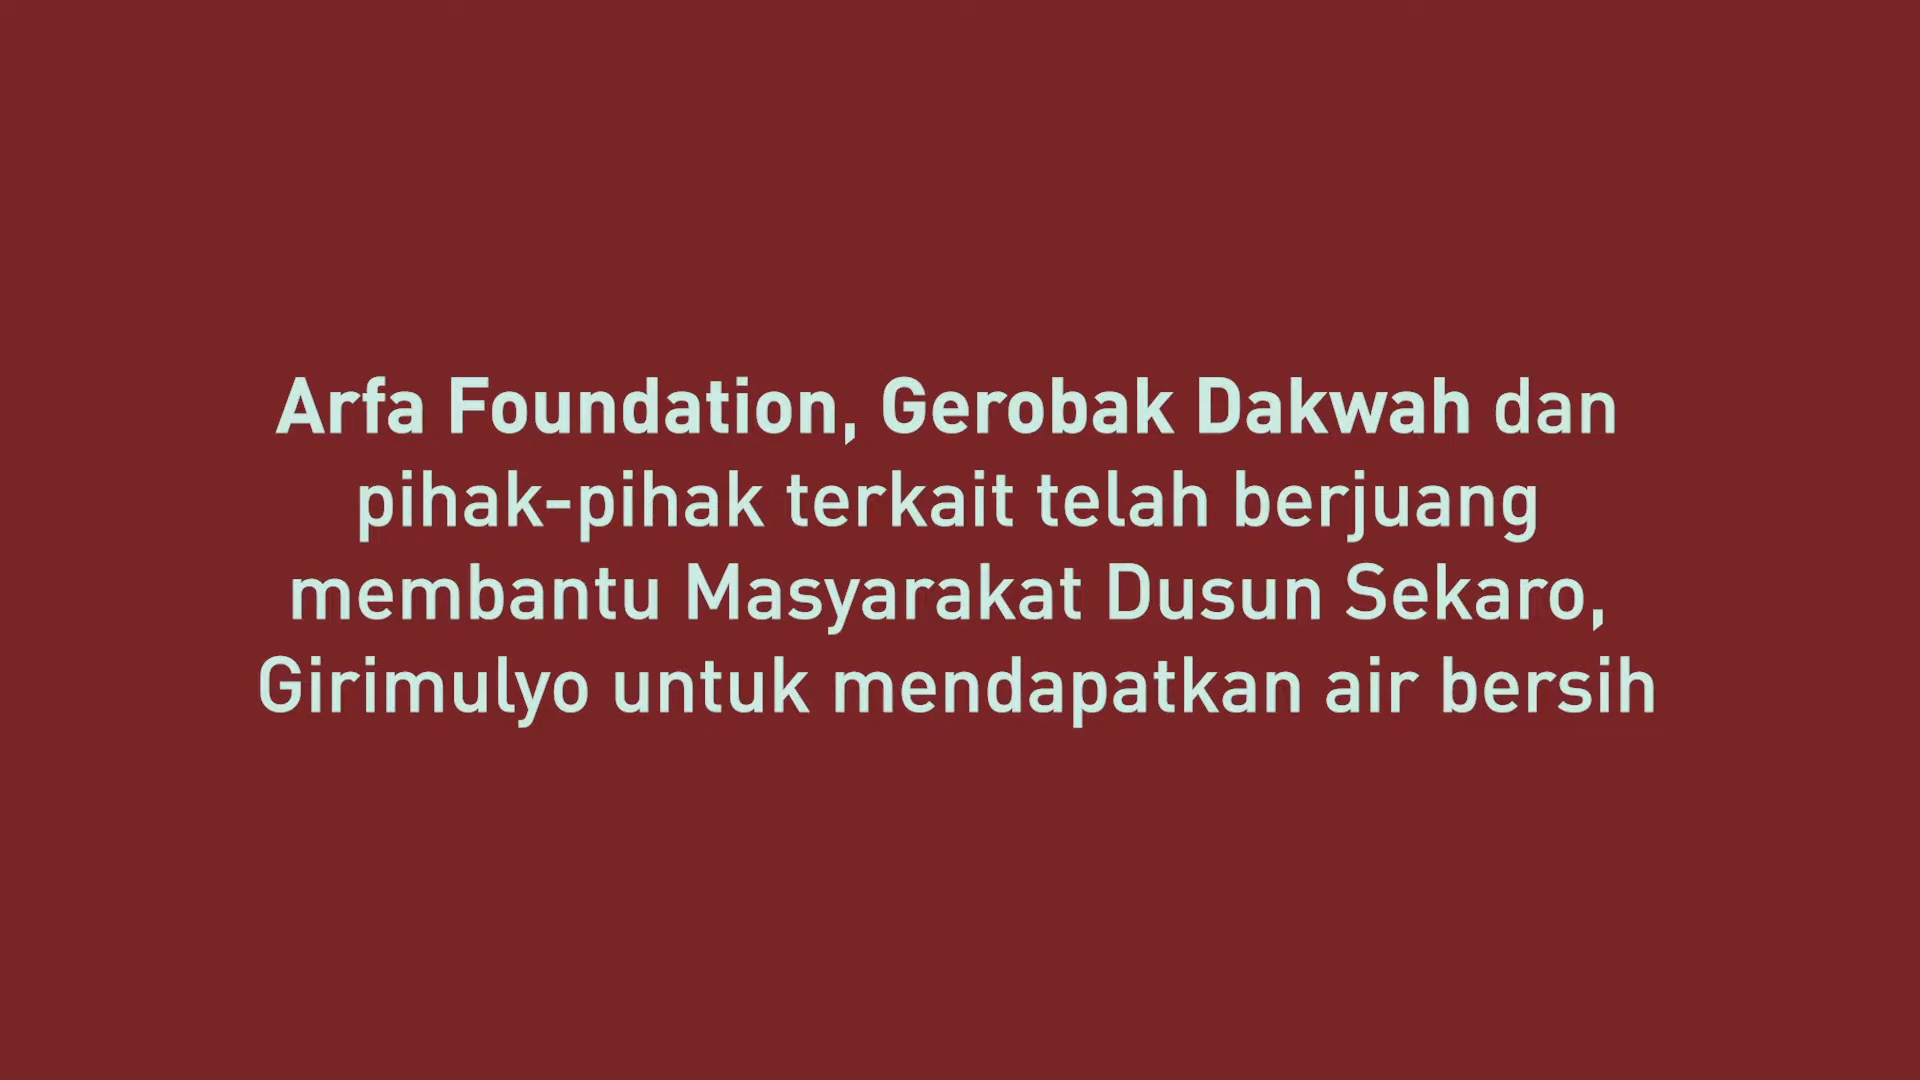 Arfa Foundation, Gerobak Dakwah dan
pihak-pihak terkait telah berjuang
membantu Masyarakat Dusun Sekaro,
Girimulyo untuk mendapatkan air bersih